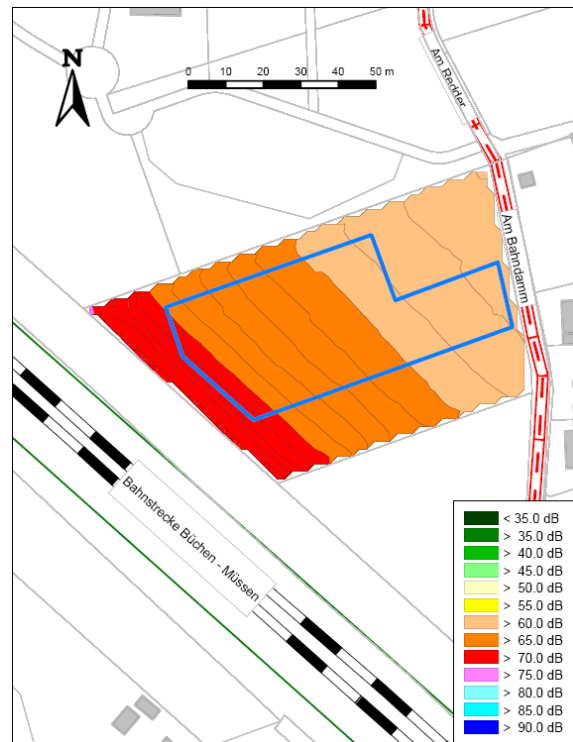 N
0 10 20 30 40 50 m
Am Redder
Am Bahndamm
Bahnstrecke Büchen - Müssen
< 35.0 dB
> 35.0 dB
> 40.0 dB
> 45.0 dB
> 50.0 dB
> 55.0 dB
> 60.0 dB
> 65.0 dB
> 70.0 dB
> 75.0 dB
> 80.0 dB
> 85.0 dB
> 90.0 dB